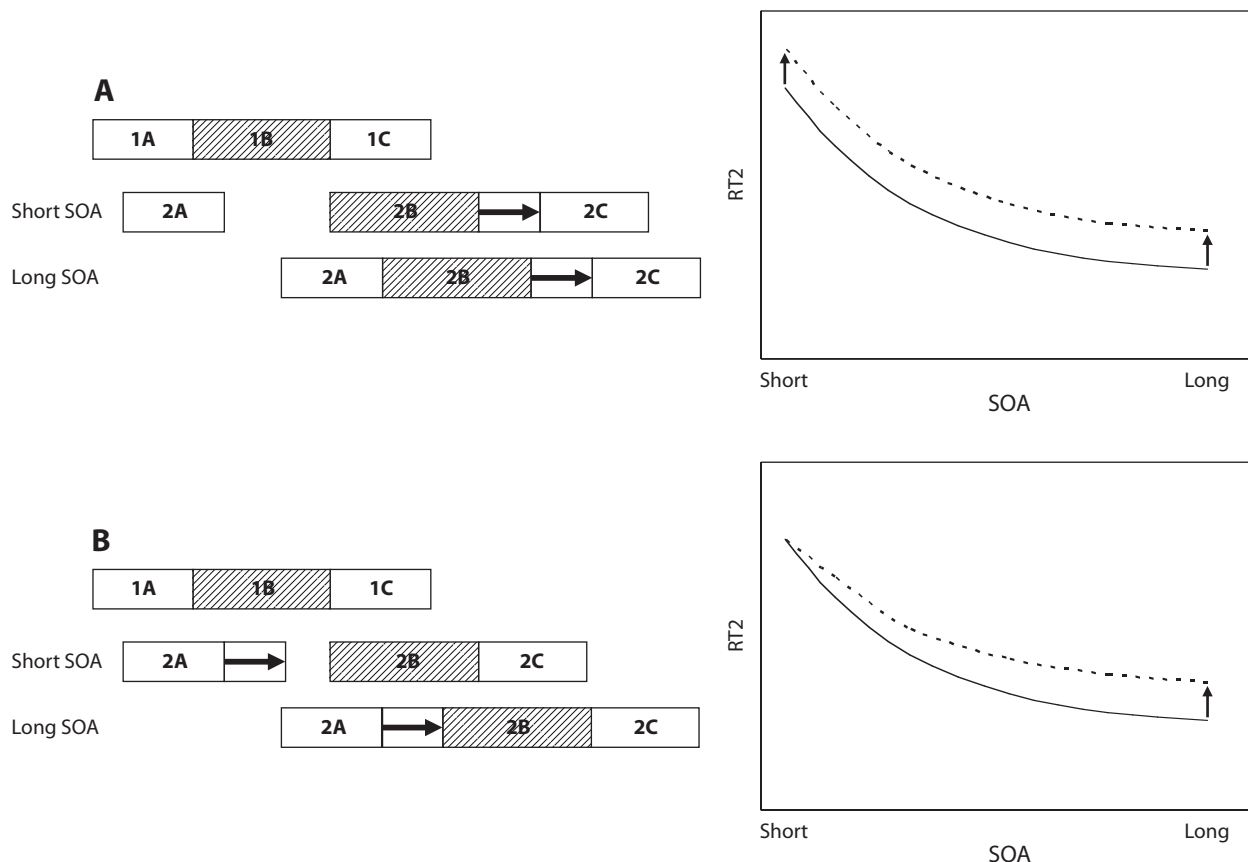 A
1A 1B 1C
Short SOA 2A 2B 2C
Long SOA 2A 2B 2C
RT2
Short Long
SOA
B
1A 1B 1C
Short SOA 2A 2B 2C
Long SOA 2A 2B 2C
RT2
Short Long
SOA